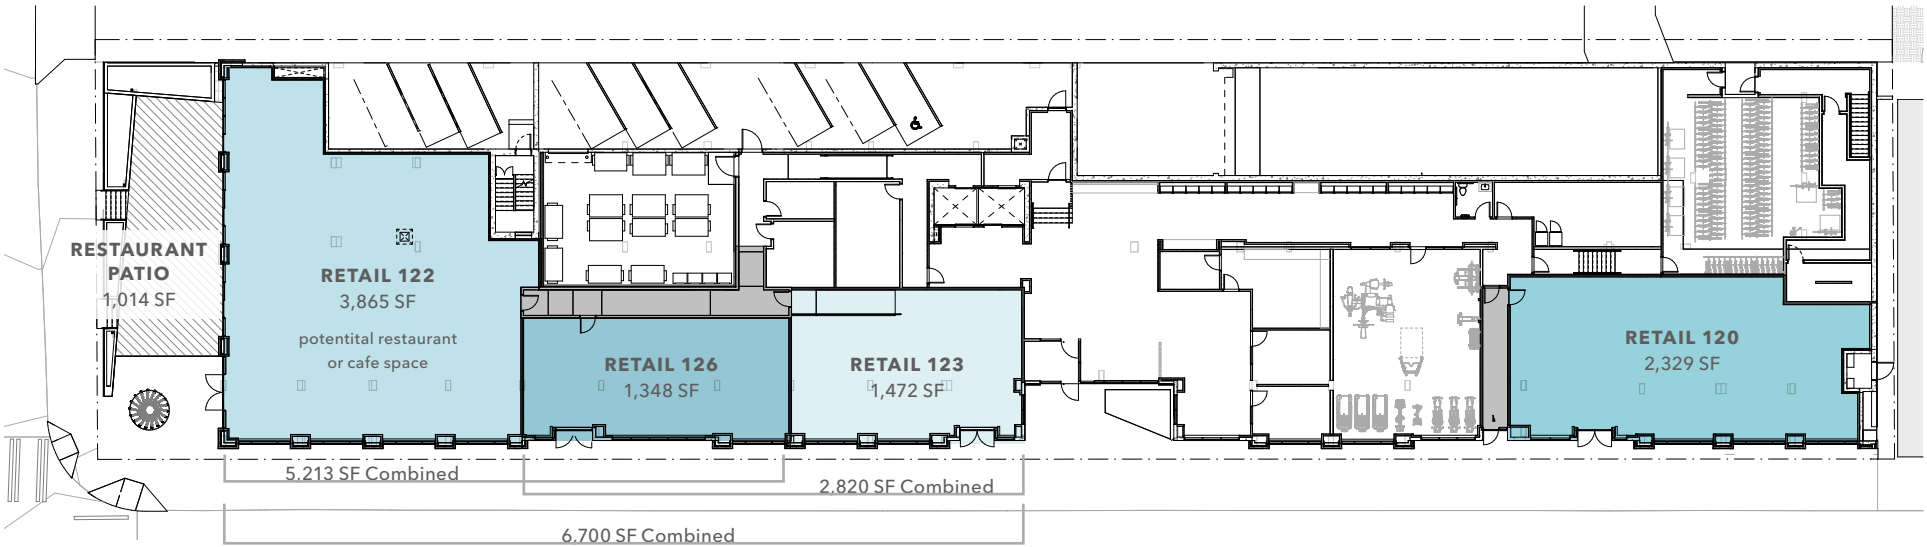 RESTAURANT
PATIO
1,014 SF
RETAIL 122
3,865 SF
potentital restaurant
or cafe space
RETAIL 126
1,348 SF
RETAIL 123
1,472 SF
RETAIL 120
2,329 SF
5,213 SF Combined
2,820 SF Combined
6,700 SF Combined